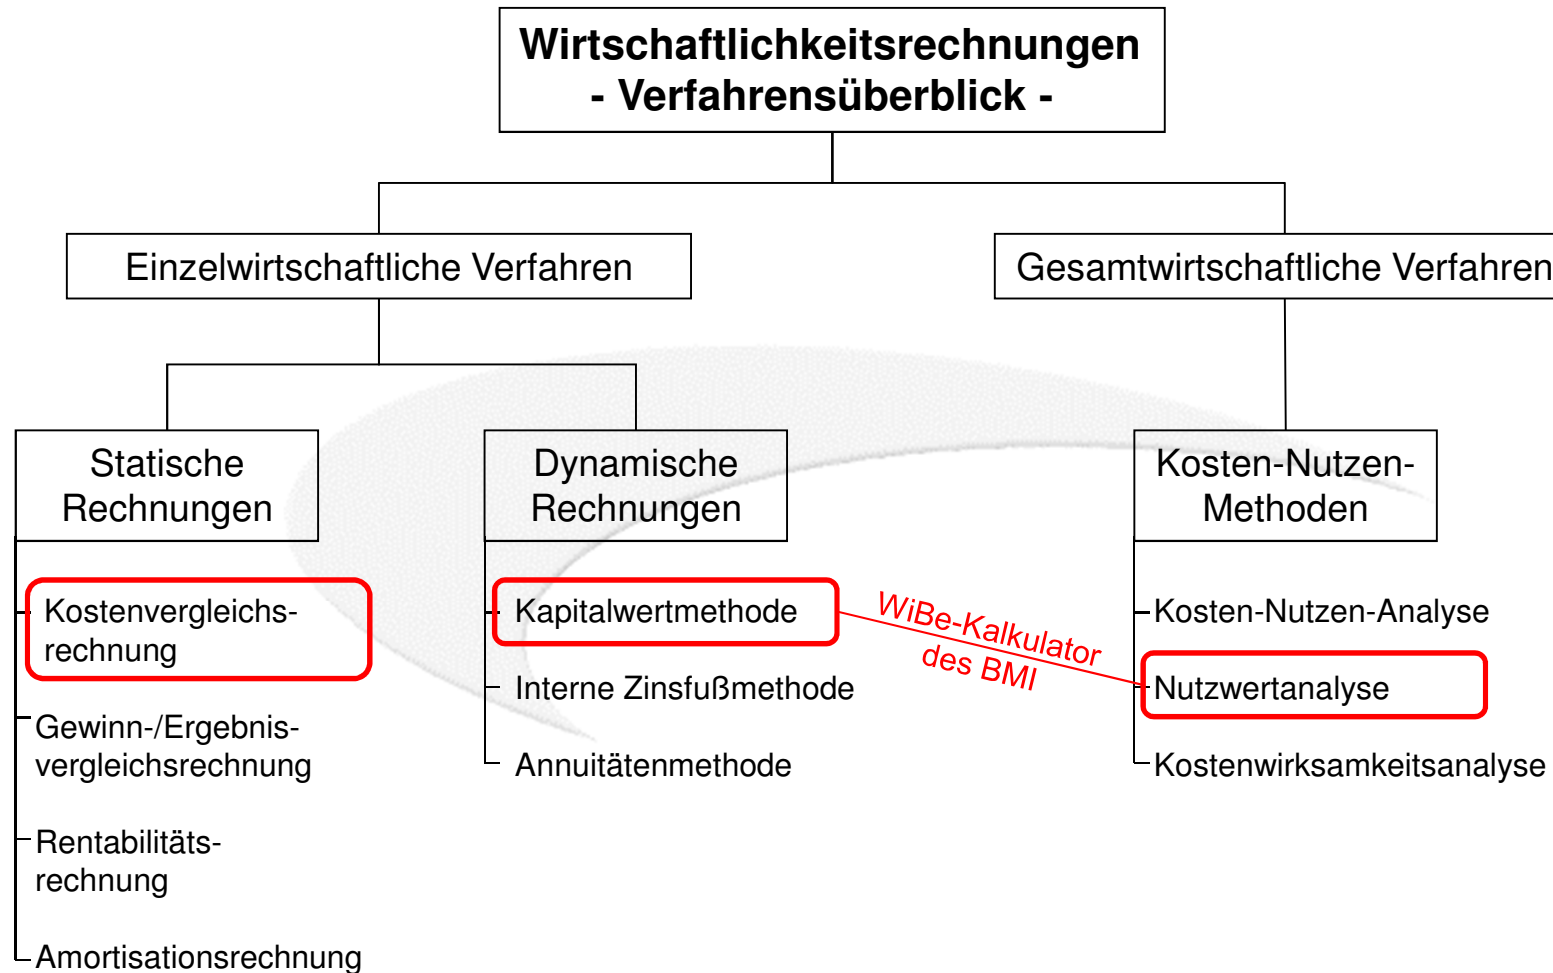 Wirtschaftlichkeitsrechnungen
- Verfahrensüberblick -
Einzelwirtschaftliche Verfahren
Gesamtwirtschaftliche Verfahren
Statische
Rechnungen
Kostenvergleichs-
rechnung
Gewinn-/Ergebnis-
vergleichsrechnung
Rentabilitäts-
rechnung
Amortisationsrechnung
Dynamische
Rechnungen
Kapitalwertmethode
Interne Zinsfußmethode
Annuitätenmethode
WiBe-Kalkulator
des BMI
Kosten-Nutzen-
Methoden
Kosten-Nutzen-Analyse
Nutzwertanalyse
Kostenwirksamkeitsanalyse